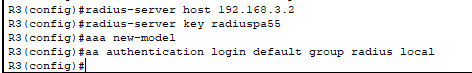 R3(config)#radius-server host 192.168.3.2
R3(config)#radius-server key radiuspa55
R3(config)#aaa new-model
R3(config)#aa authentication login default group radius local
R3(config)#